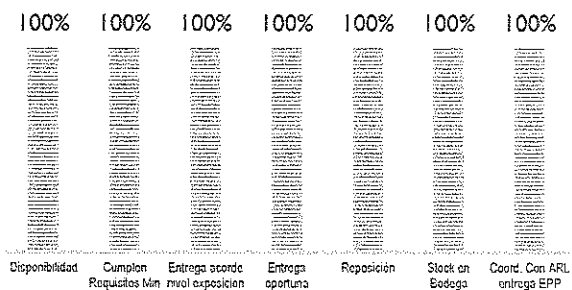 100% 100% 100% 100% 100% 100% 100%
Disponibilidad Cumplen Entrega acorde Entrega Reposición Stock en Coord. Con ARL
Requisitos Min nivel exposicion oportuna Bodega entrega EPP